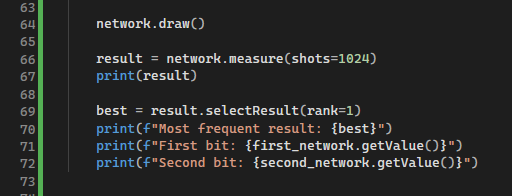 63
64 network.draw()
65
66 result = network.measure(shots=1024)
67 print(result)
68
69 best = result.selectResult(rank=1)
70 print(f"Most frequent result: {best}")
71 print(f"First bit: {first_network.getValue()}")
72 print(f"Second bit: {second_network.getValue()}")
73